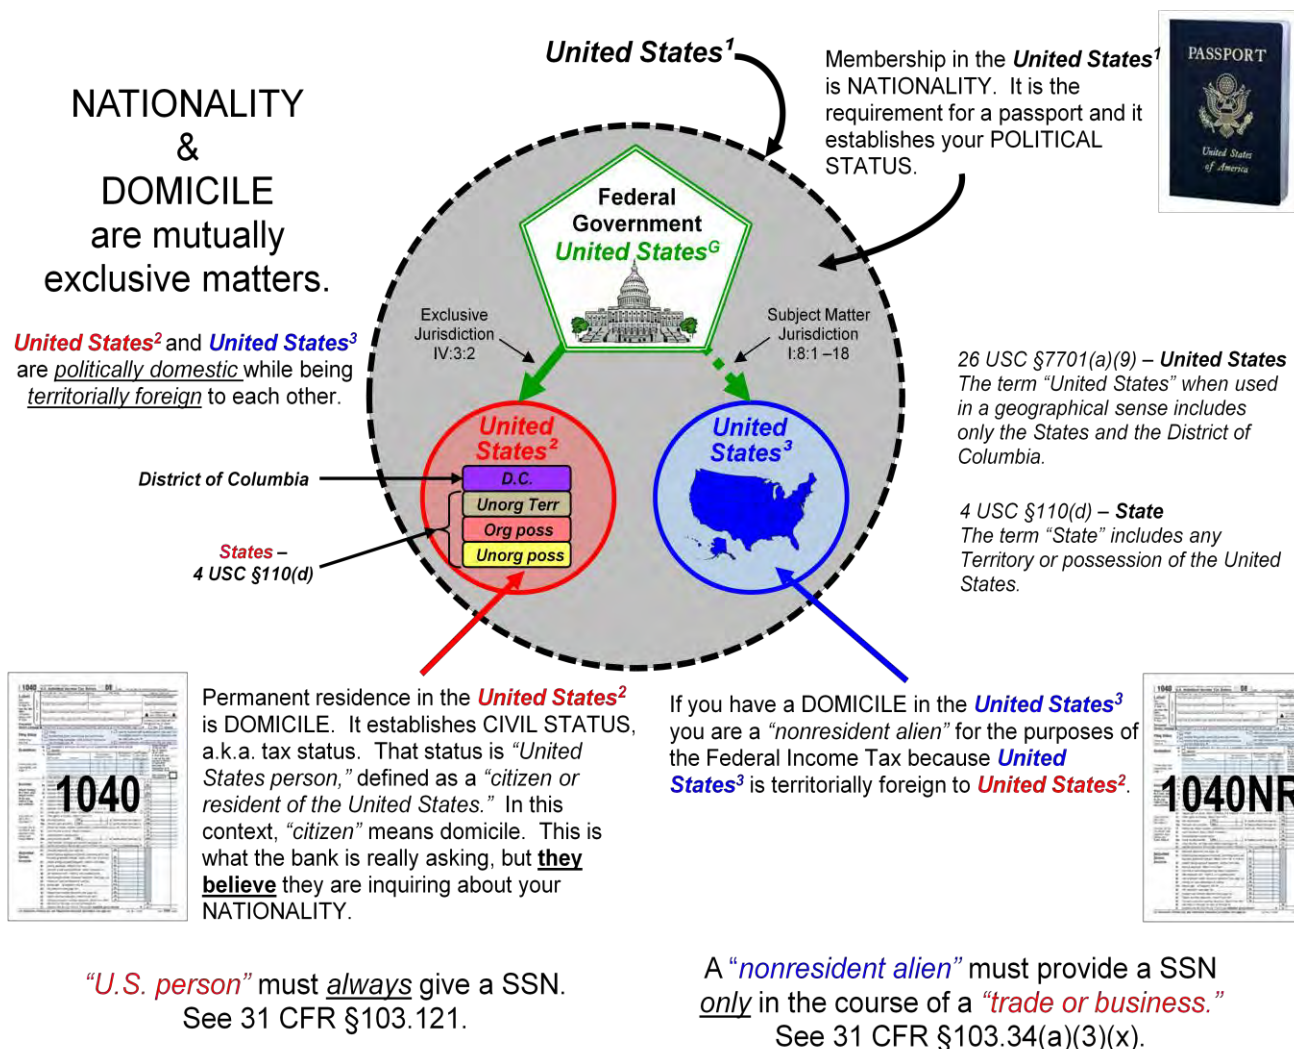 United States¹
NATIONALITY
&
DOMICILE
are mutually
exclusive matters.
United States² and United States³
are politically domestic while being
territorially foreign to each other.
Membership in the United States¹
is NATIONALITY. It is the
requirement for a passport and it
establishes your POLITICAL
STATUS.
PASSPORT
United States
of America
Federal
Government
United Statesᴳ
Exclusive
Jurisdiction
IV:3:2
Subject Matter
Jurisdiction
I:8:1 –18
United
States²
D.C.
Unorg Terr
Org poss
Unorg poss
United
States³
District of Columbia
States –
4 USC §110(d)
26 USC §7701(a)(9) – United States
The term “United States” when used
in a geographical sense includes
only the States and the District of
Columbia.
4 USC §110(d) – State
The term “State” includes any
Territory or possession of the United
States.
1040
Permanent residence in the United States²
is DOMICILE. It establishes CIVIL STATUS,
a.k.a. tax status. That status is “United
States person,” defined as a “citizen or
resident of the United States.” In this
context, “citizen” means domicile. This is
what the bank is really asking, but they
believe they are inquiring about your
NATIONALITY.
If you have a DOMICILE in the United States³
you are a “nonresident alien” for the purposes of
the Federal Income Tax because United
States³ is territorially foreign to United States².
1040NR
“U.S. person” must always give a SSN.
See 31 CFR §103.121.
A “nonresident alien” must provide a SSN
only in the course of a “trade or business.”
See 31 CFR §103.34(a)(3)(x).